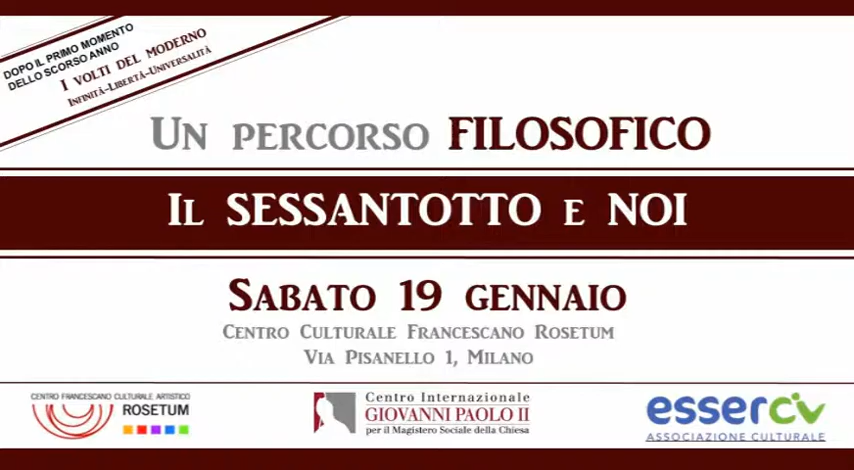 DOPO IL PRIMO MOMENTO
DELLO SCORSO ANNO
I VOLTI DEL MODERNO
INFINITÀ-LIBERTÀ-UNIVERSALITÀ
UN PERCORSO FILOSOFICO
IL SESSANTOTTO E NOI
SABATO 19 GENNAIO
CENTRO CULTURALE FRANCESCANO ROSETUM
VIA PISANELLO 1, MILANO
CENTRO FRANCESCANO CULTURALE ARTISTICO
ROSETUM
Centro Internazionale
GIOVANNI PAOLO II
per il Magistero Sociale della Chiesa
esserciv
ASSOCIAZIONE CULTURALE